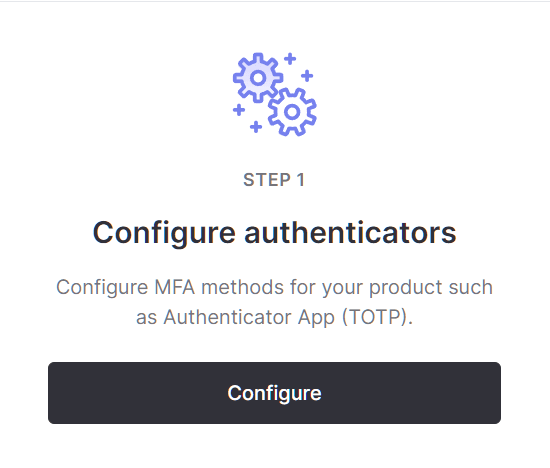 STEP 1
Configure authenticators
Configure MFA methods for your product such
as Authenticator App (TOTP).
Configure